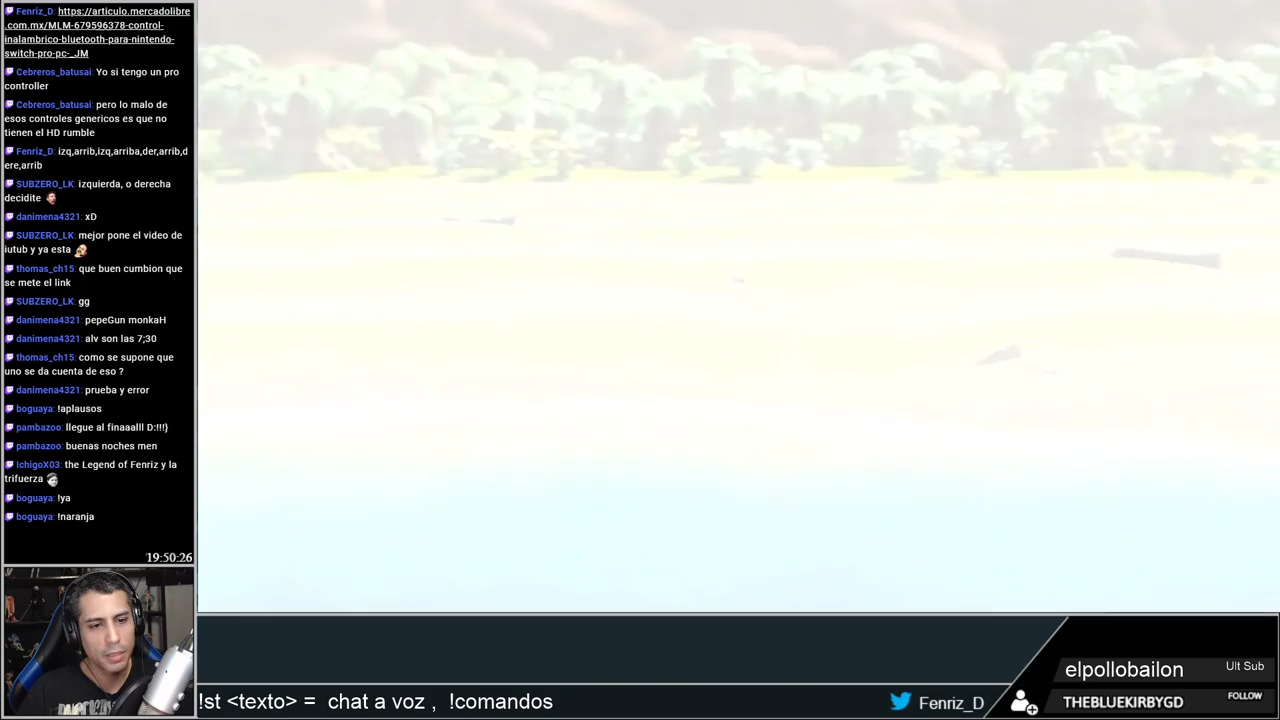 Fenriz_D: https://articulo.mercadolibre
.com.mx/MLM-679596378-control-
inalambrico-bluetooth-para-nintendo-
switch-pro-pc-_JM
Cebreros_batusai: Yo si tengo un pro
controller
Cebreros_batusai: pero lo malo de
esos controles genericos es que no
tienen el HD rumble
Fenriz_D: izq,arrib,izq,arriba,der,arrib,d
ere,arrib
SUBZERO_LK: izquierda, o derecha
decidite
danimena4321: xD
SUBZERO_LK: mejor pone el video de
iutub y ya esta
thomas_ch15: que buen cumbion que
se mete el link
SUBZERO_LK: gg
danimena4321: pepeGun monkaH
danimena4321: alv son las 7;30
thomas_ch15: como se supone que
uno se da cuenta de eso ?
danimena4321: prueba y error
boguaya: !aplausos
pambazoo: llegue al finaaalll D:!!!}
pambazoo: buenas noches men
IchigoX03: the Legend of Fenriz y la
trifuerza
boguaya: !ya
boguaya: !naranja
19:50:26
!st <texto> = chat a voz , !comandos
Fenriz_D
elpollobailon Ult Sub
THEBLUEKIRBYGD FOLLOW